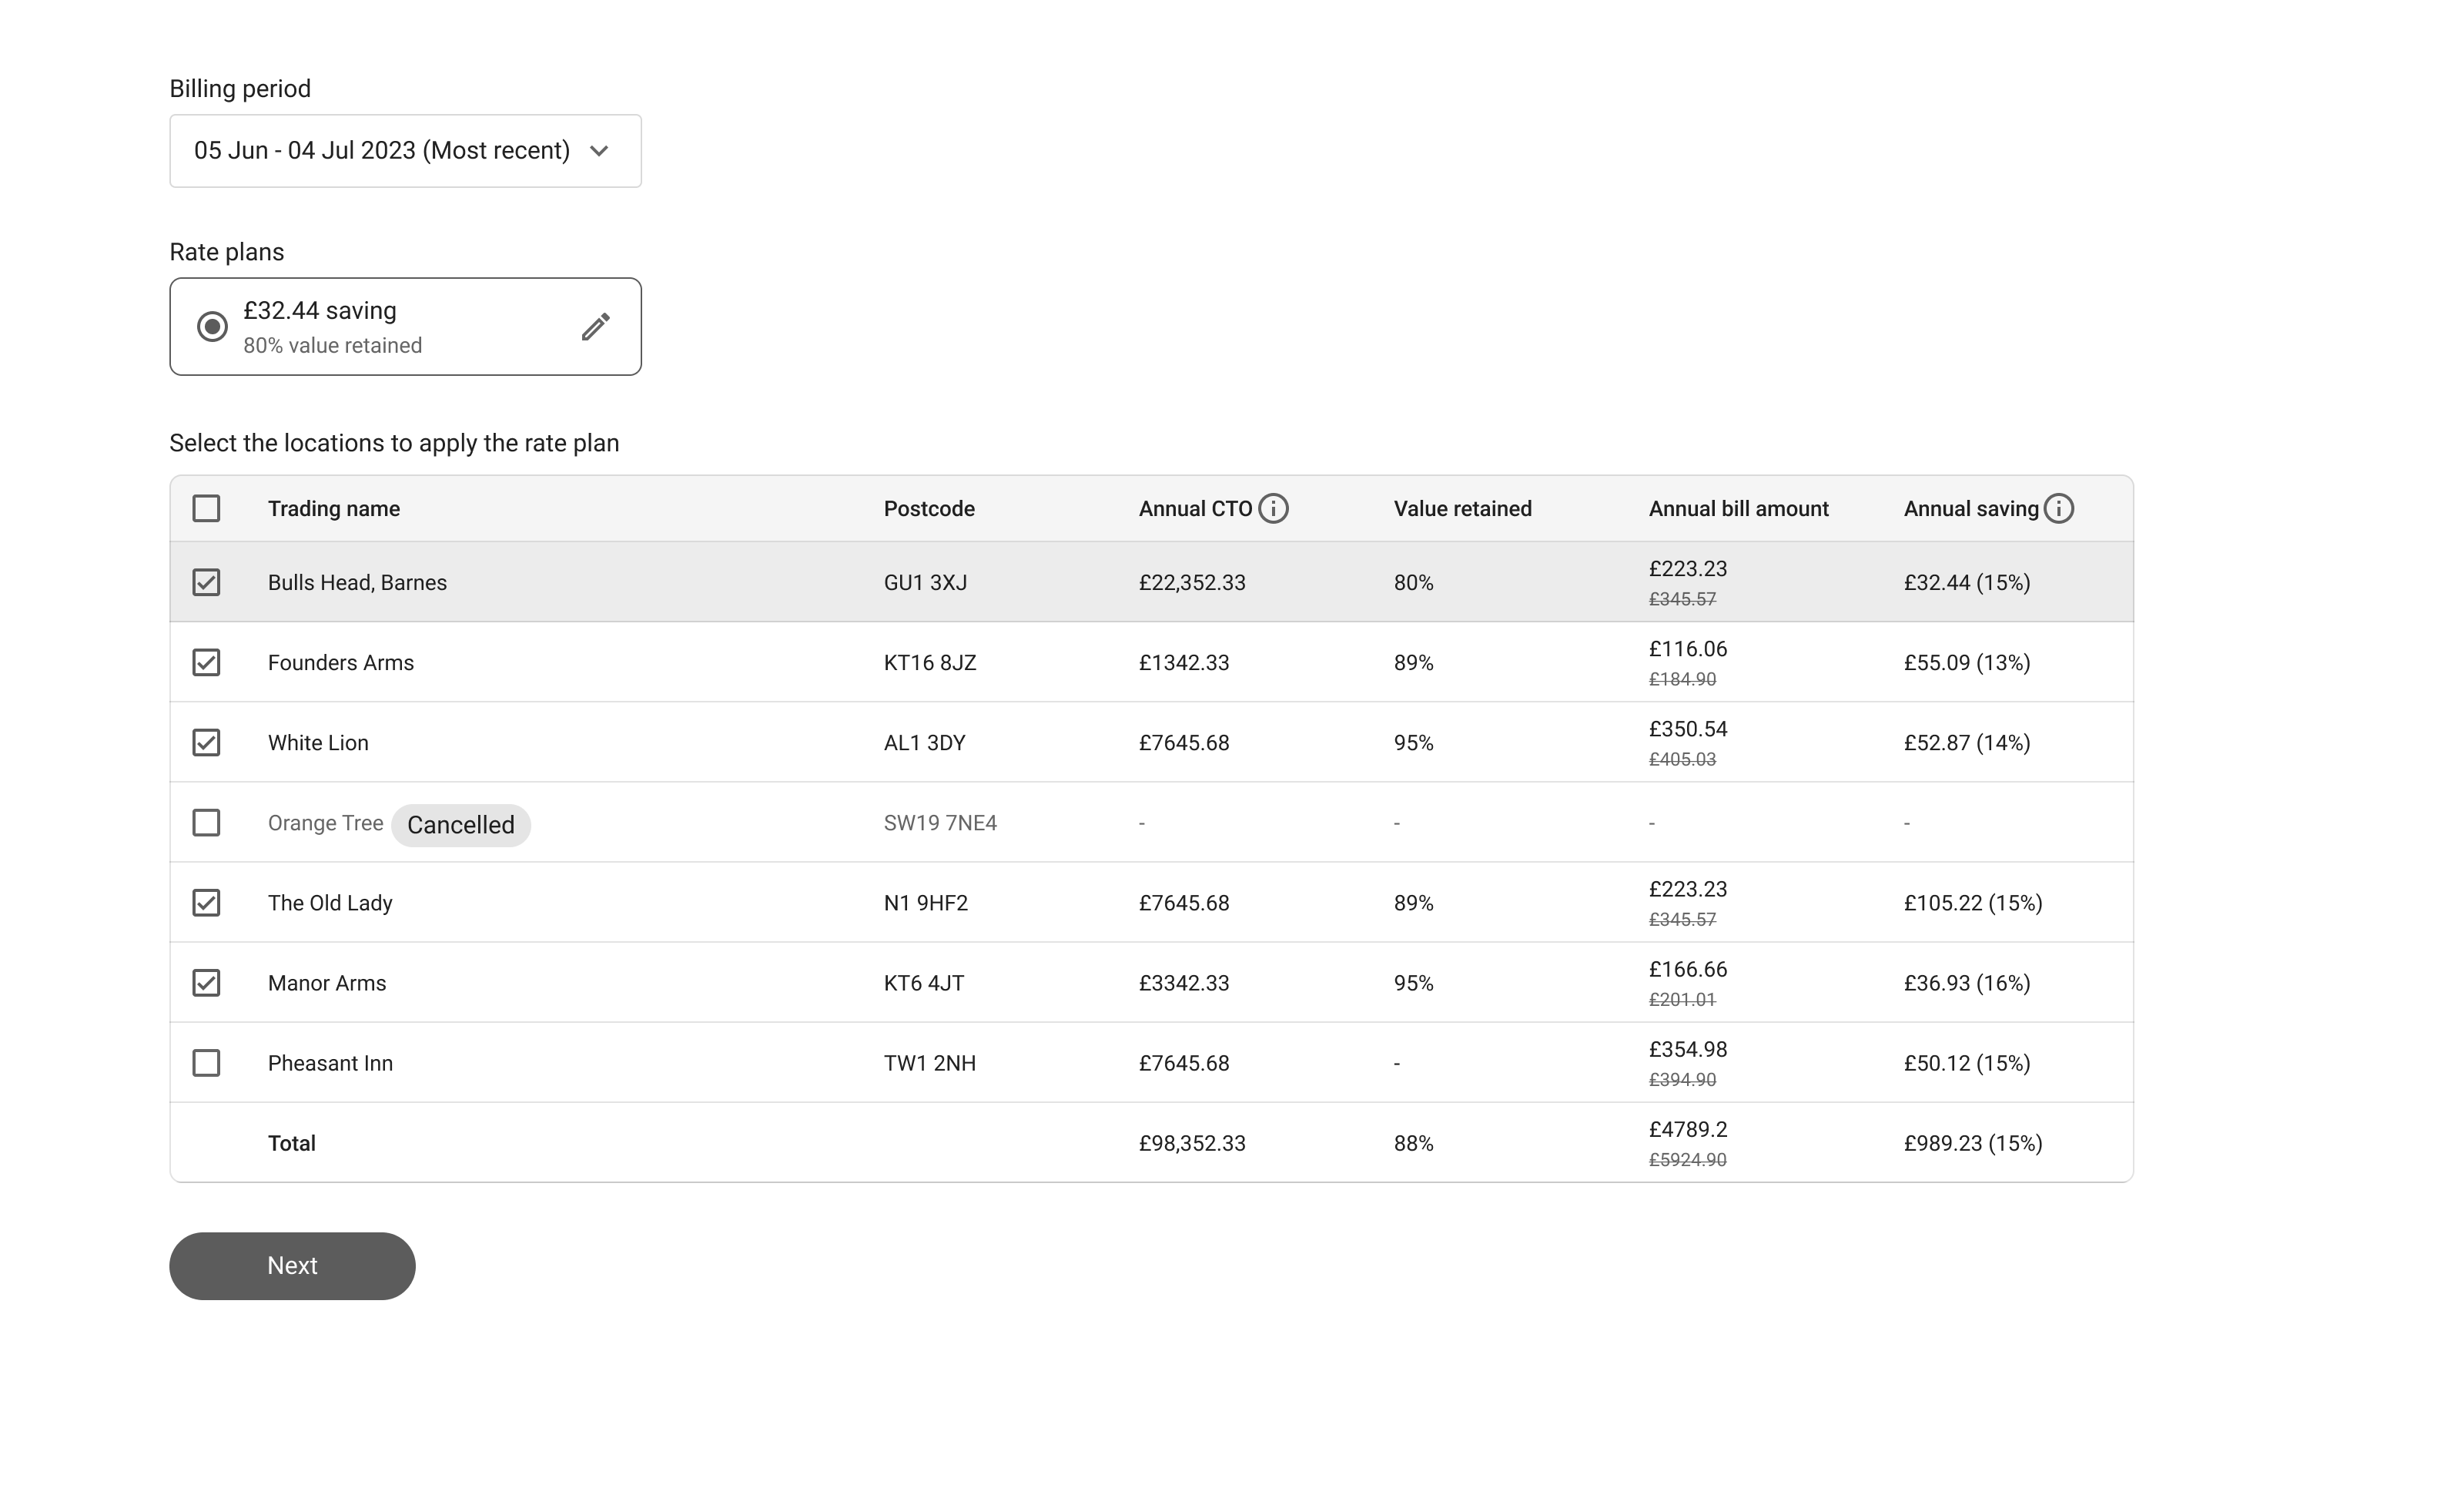 Billing period
05 Jun - 04 Jul 2023 (Most recent)
Rate plans
£32.44 saving
80% value retained
Select the locations to apply the rate plan
Trading name Postcode Annual CTO Value retained Annual bill amount Annual saving
Bulls Head, Barnes GU1 3XJ £22,352.33 80% £223.23 £32.44 (15%)
£345.57
Founders Arms KT16 8JZ £1342.33 89% £116.06 £55.09 (13%)
£184.90
White Lion AL1 3DY £7645.68 95% £350.54 £52.87 (14%)
£405.03
Orange Tree Cancelled SW19 7NE4 - - - -
The Old Lady N1 9HF2 £7645.68 89% £223.23 £105.22 (15%)
£345.57
Manor Arms KT6 4JT £3342.33 95% £166.66 £36.93 (16%)
£201.01
Pheasant Inn TW1 2NH £7645.68 - £354.98 £50.12 (15%)
£394.90
Total £98,352.33 88% £4789.2 £989.23 (15%)
£5924.90
Next